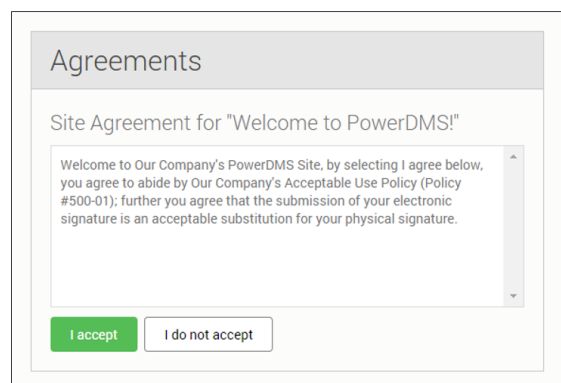 Agreements
Site Agreement for "Welcome to PowerDMS!"
Welcome to Our Company's PowerDMS Site, by selecting I agree below,
you agree to abide by Our Company's Acceptable Use Policy (Policy
#500-01); further you agree that the submission of your electronic
signature is an acceptable substitution for your physical signature.
I accept
I do not accept